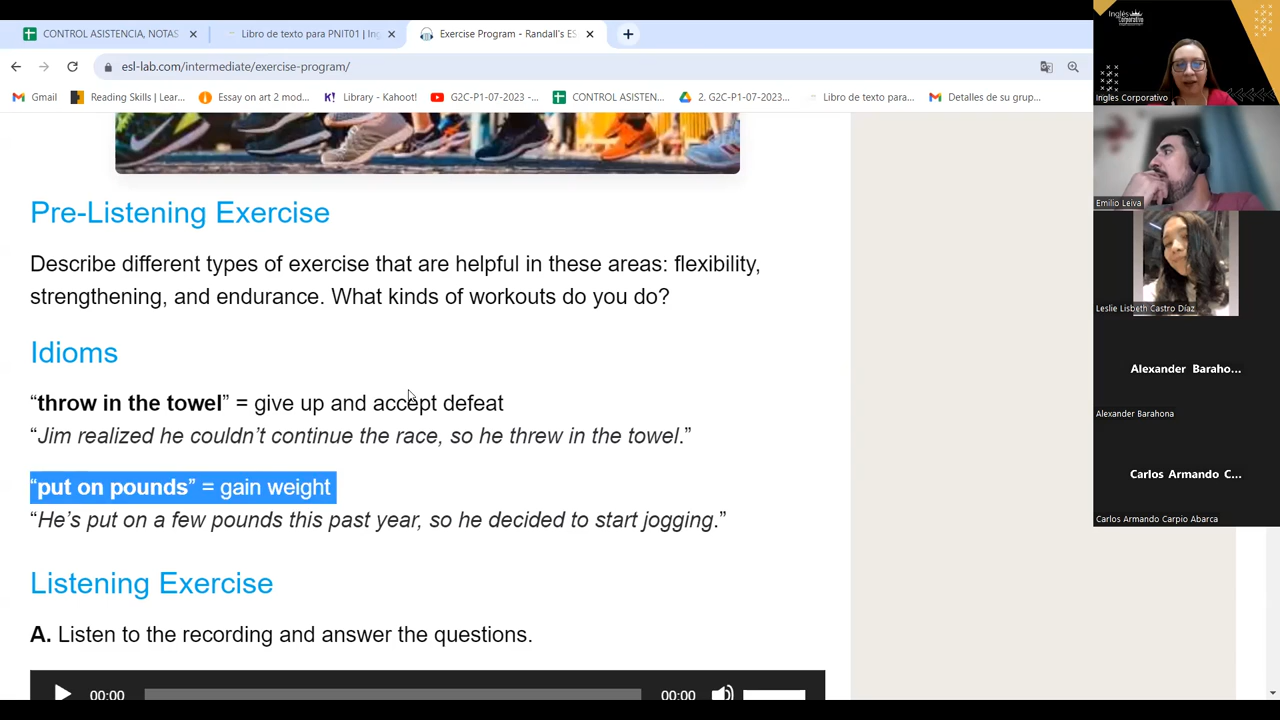 CONTROL ASISTENCIA, NOTAS
Libro de texto para PNIT01 | Ing
Exercise Program - Randall's ES
esl-lab.com/intermediate/exercise-program/
Gmail
Reading Skills | Lear...
Essay on art 2 mod...
Library - Kahoots
G2C-P1-07-2023 -...
CONTROL ASISTEN...
2. G2C-P1-07-2023...
Libro de texto para...
Detalles de su grup...
Pre-Listening Exercise
Describe different types of exercise that are helpful in these areas: flexibility,
strengthening, and endurance. What kinds of workouts do you do?
Idioms
“throw in the towel” = give up and accept defeat
“Jim realized he couldn’t continue the race, so he threw in the towel.”
“put on pounds” = gain weight
“He’s put on a few pounds this past year, so he decided to start jogging.”
Listening Exercise
A. Listen to the recording and answer the questions.
00:00
00:00
Inglés
Corporativo
Ingles Corporativo
Emilio Leiva
Leslie Lisbeth Castro Díaz
Alexander Baraho...
Alexander Barahona
Carlos Armando C...
Carlos Armando Carpio Abarca